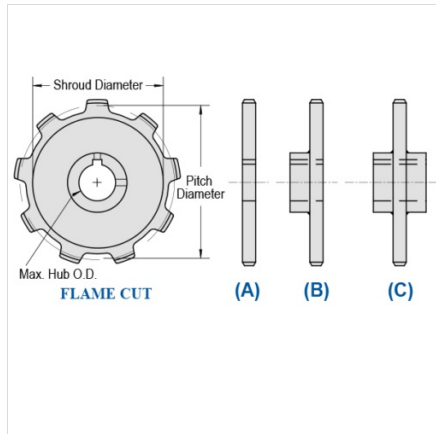 Shroud Diameter
Pitch
Diameter
Max. Hub O.D.
FLAME CUT
(A)
(B)
(C)